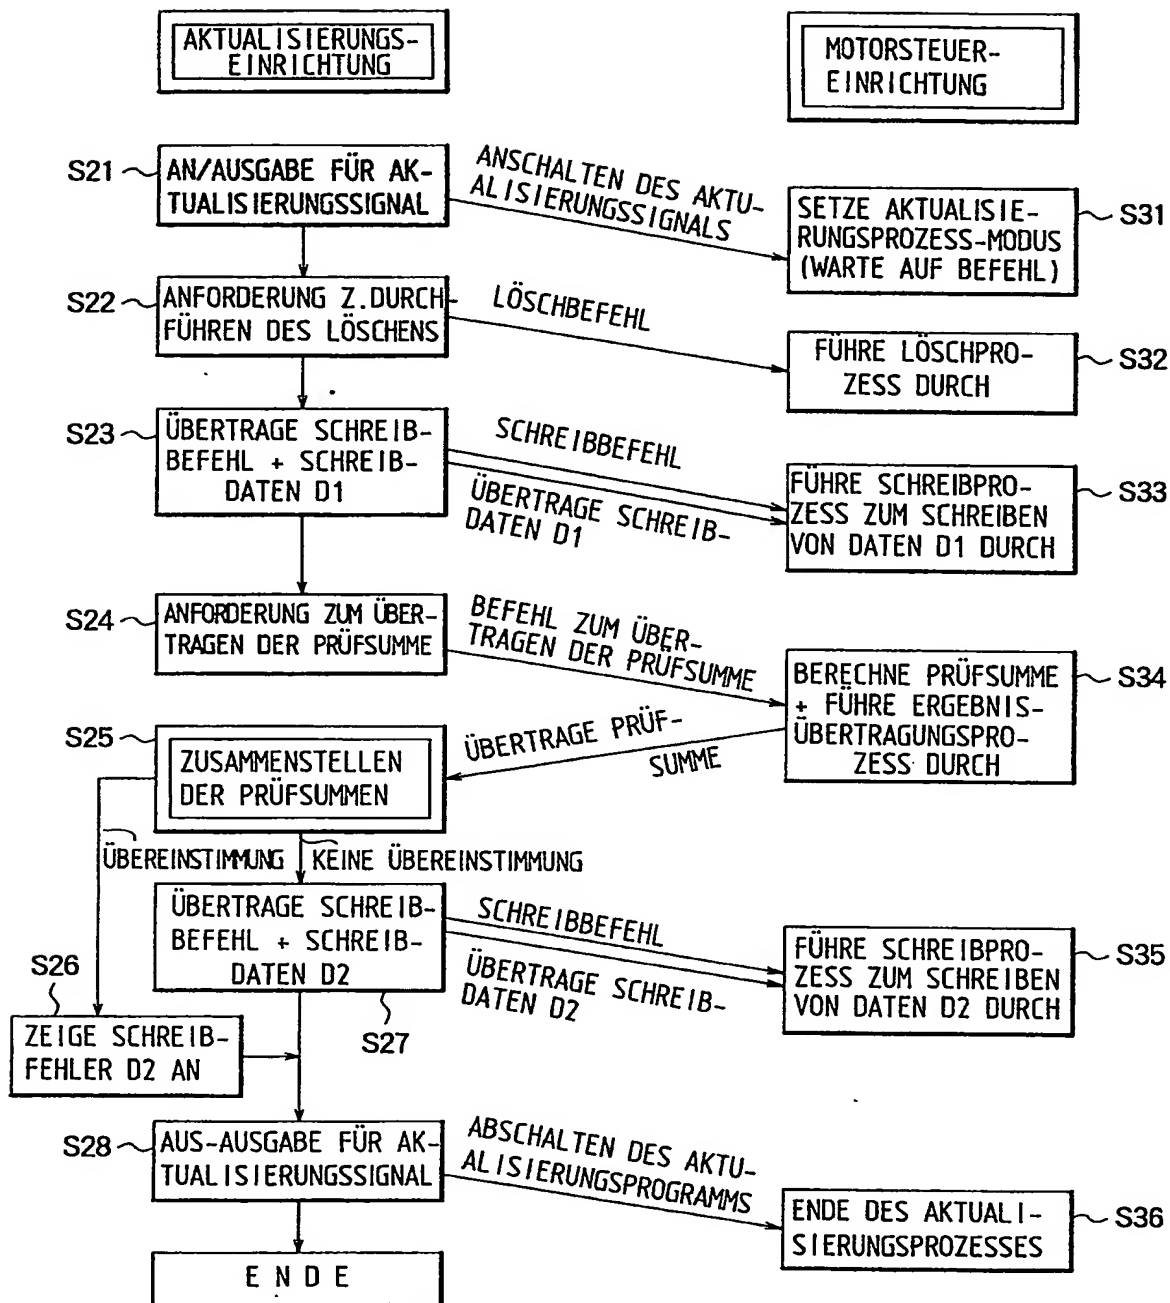 AKTUALISIERUNGS-
EINRICHTUNG
MOTORSTEUER-
EINRICHTUNG
S21
AN/AUSGABE FÜR AK-
TUALISIERUNGSSIGNAL
ANSCHALTEN DES AKTU-
ALISIERUNGSSIGNALS
SETZE AKTUALISIE-
RUNGSPROZESS-MODUS
(WARTE AUF BEFEHL)
S31
S22
ANFORDERUNG Z.DURCH-
FÜHREN DES LÖSCHENS
LÖSCHBEFEHL
FÜHRE LÖSCHPRO-
ZESS DURCH
S32
S23
ÜBERTRAGE SCHREIB-
BEFEHL + SCHREIB-
DATEN D1
SCHREIBBEFEHL
ÜBERTRAGE SCHREIB-
DATEN D1
FÜHRE SCHREIBPRO-
ZESS ZUM SCHREIBEN
VON DATEN D1 DURCH
S33
S24
ANFORDERUNG ZUM ÜBER-
TRAGEN DER PRÜFSUMME
BEFEHL ZUM ÜBER-
TRAGEN DER PRÜFSUMME
BERECHNE PRÜFSUMME
+ FÜHRE ERGEBNIS-
ÜBERTRAGUNGSPRO-
ZESS DURCH
S34
S25
ZUSAMMENSTELLEN
DER PRÜFSUMMEN
ÜBERTRAGE PRÜF-
SUMME
ÜBEREINSTIMMUNG
KEINE ÜBEREINSTIMMUNG
ÜBERTRAGE SCHREIB-
BEFEHL + SCHREIB-
DATEN D2
S27
SCHREIBBEFEHL
ÜBERTRAGE SCHREIB-
DATEN D2
FÜHRE SCHREIBPRO-
ZESS ZUM SCHREIBEN
VON DATEN D2 DURCH
S35
S26
ZEIGE SCHREIB-
FEHLER D2 AN
S28
AUS-AUSGABE FÜR AK-
TUALISIERUNGSSIGNAL
ABSCHALTEN DES AKTU-
ALISIERUNGSPROGRAMMS
ENDE DES AKTUALI-
SIERUNGSPROZESSES
S36
ENDE